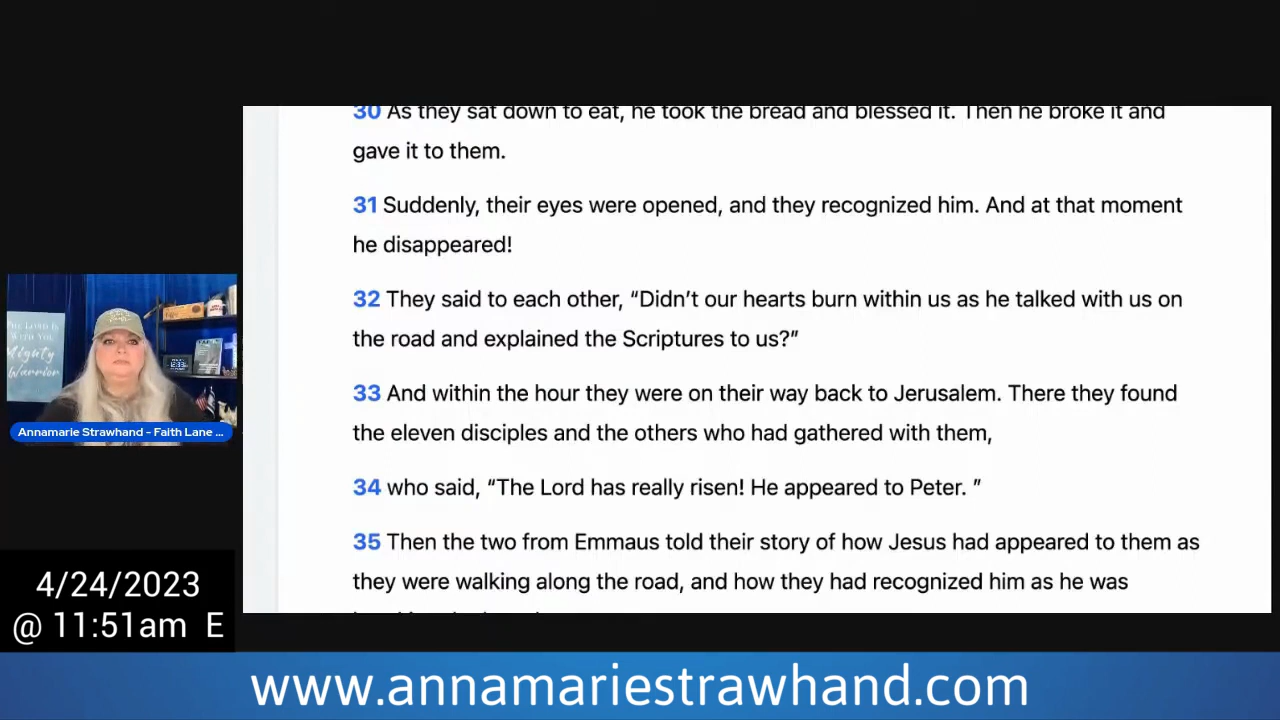 30 As they sat down to eat, he took the bread and blessed it. Then he broke it and
gave it to them.
31 Suddenly, their eyes were opened, and they recognized him. And at that moment
he disappeared!
32 They said to each other, “Didn’t our hearts burn within us as he talked with us on
the road and explained the Scriptures to us?”
33 And within the hour they were on their way back to Jerusalem. There they found
the eleven disciples and the others who had gathered with them,
34 who said, “The Lord has really risen! He appeared to Peter. ”
35 Then the two from Emmaus told their story of how Jesus had appeared to them as
they were walking along the road, and how they had recognized him as he was
The Lord Is
With You
Mighty
Warrior
Annamarie Strawhand - Faith Lane ...
4/24/2023
@ 11:51am E
www.annamariestrawhand.com